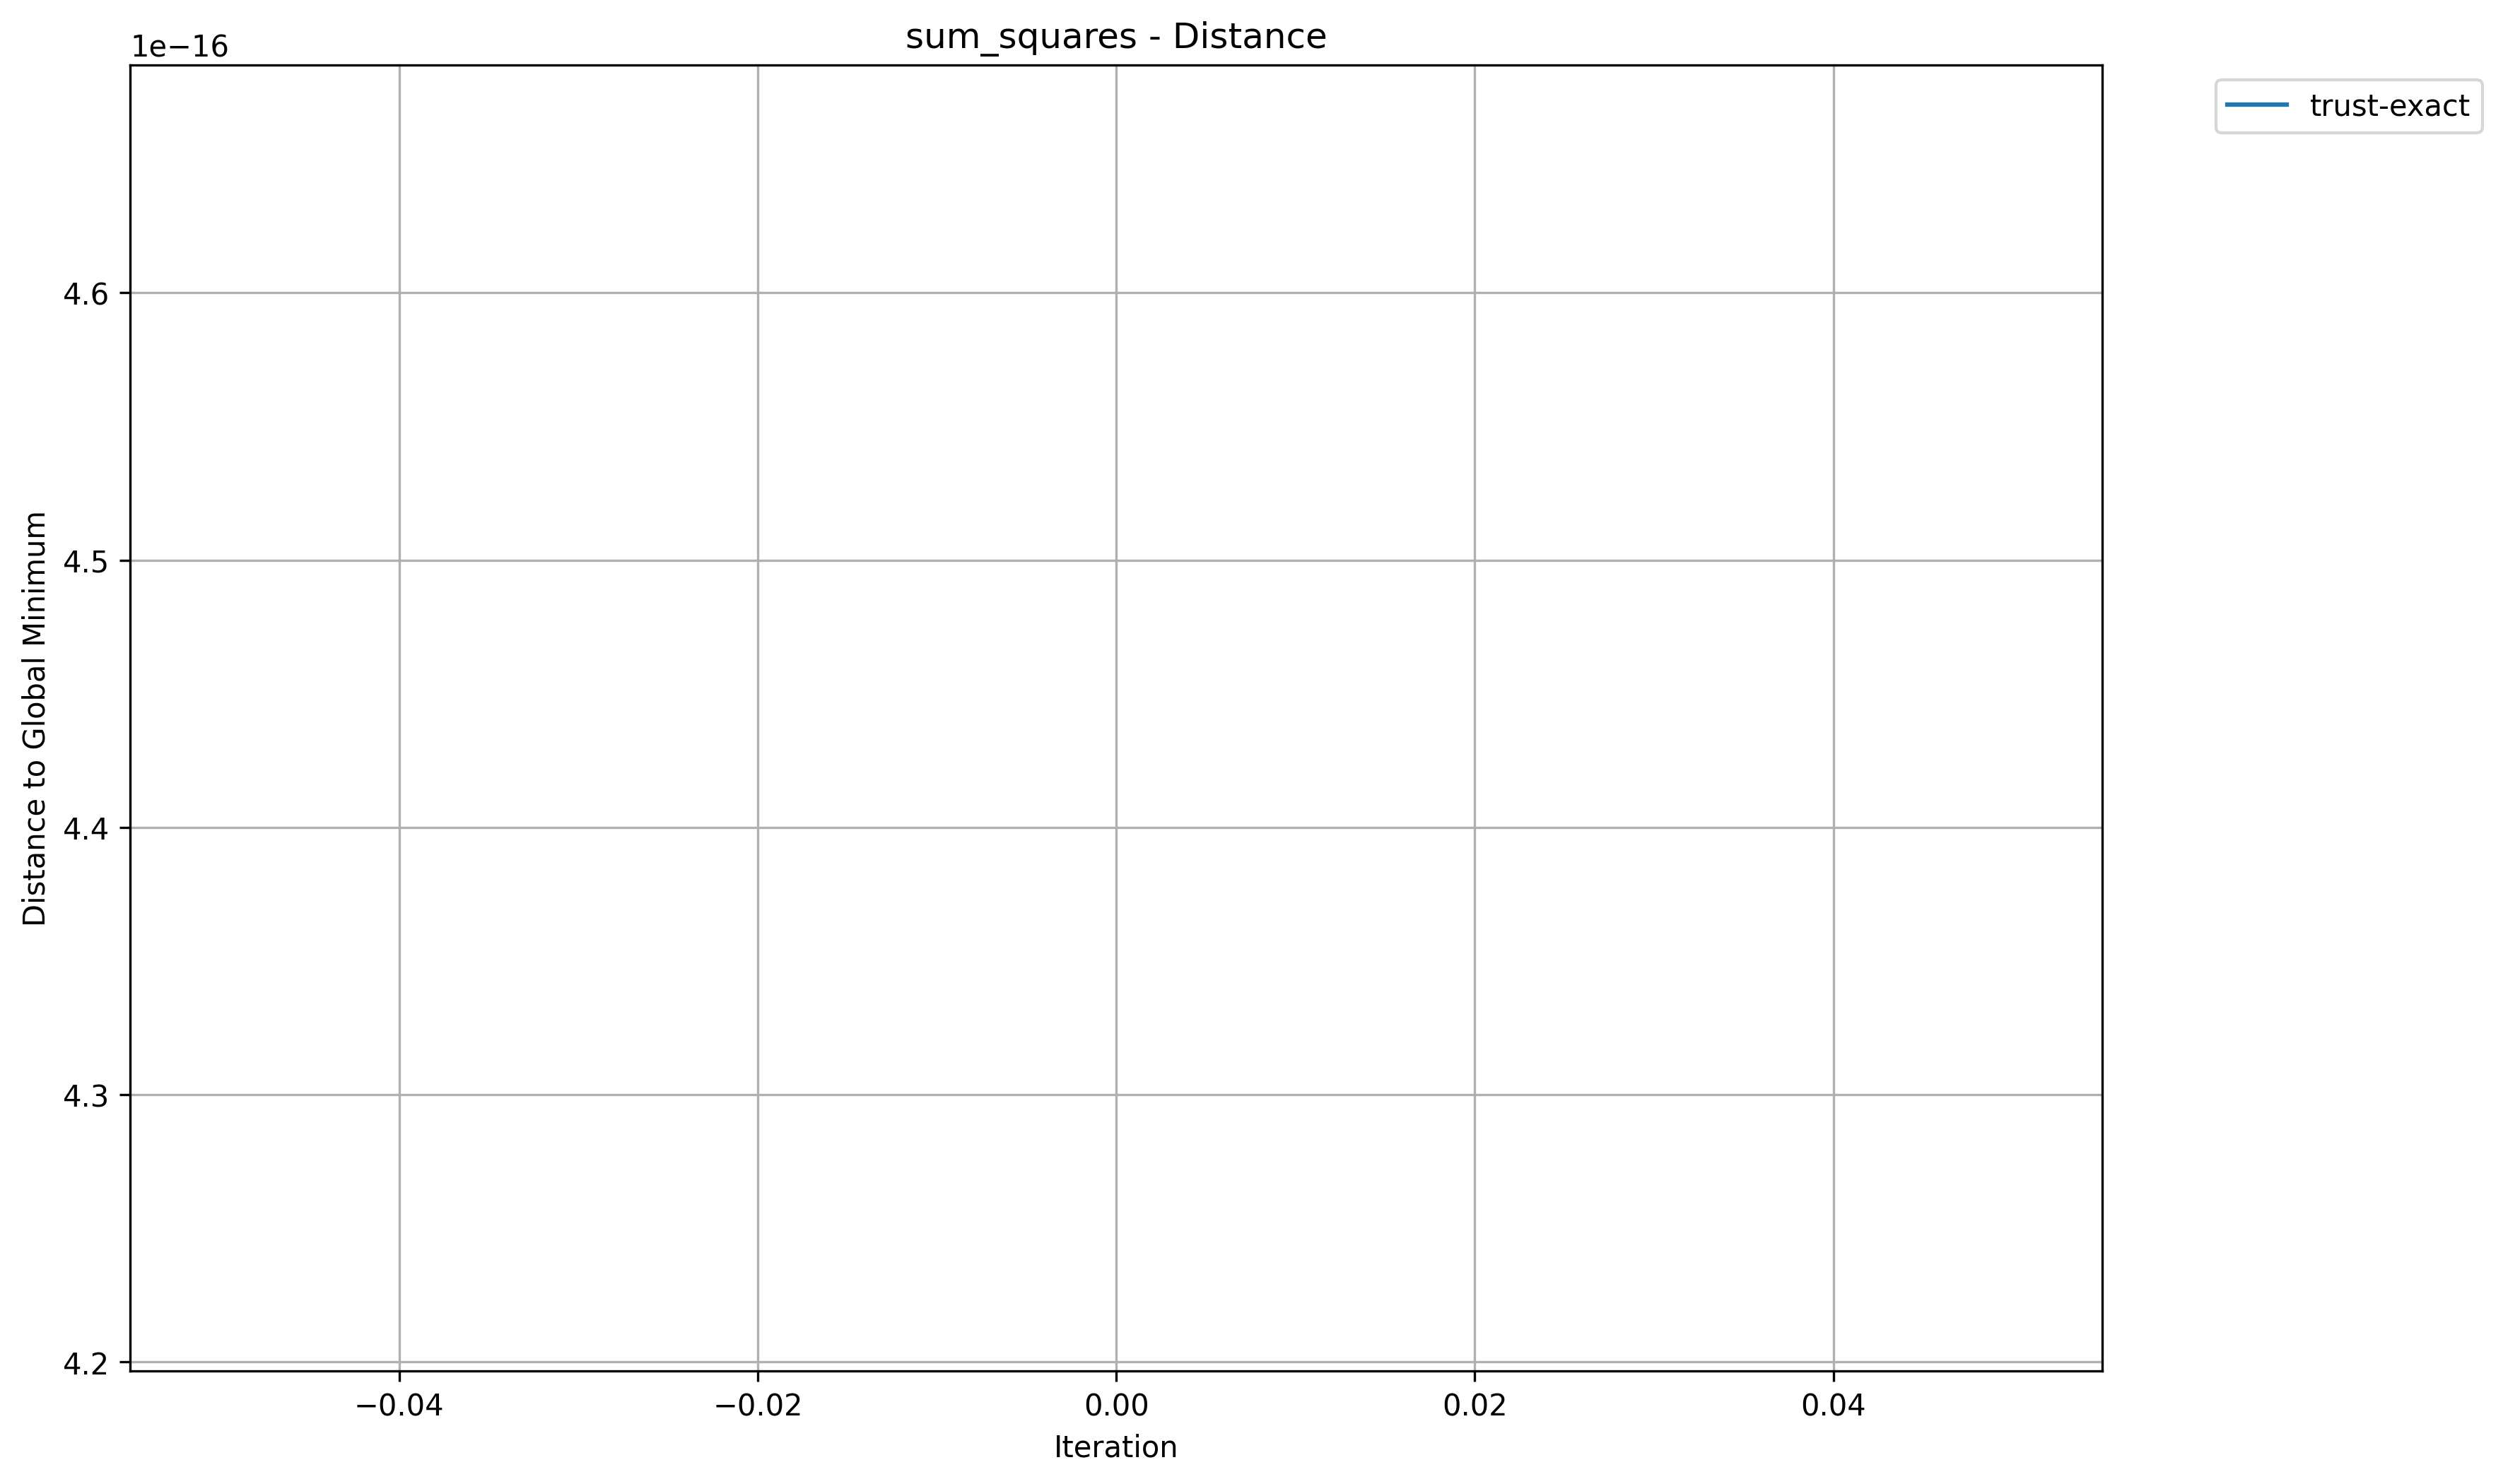 sum_squares - Distance
1e−16
trust-exact
4.6
4.5
4.4
4.3
4.2
Distance to Global Minimum
−0.04
−0.02
0.00
0.02
0.04
Iteration